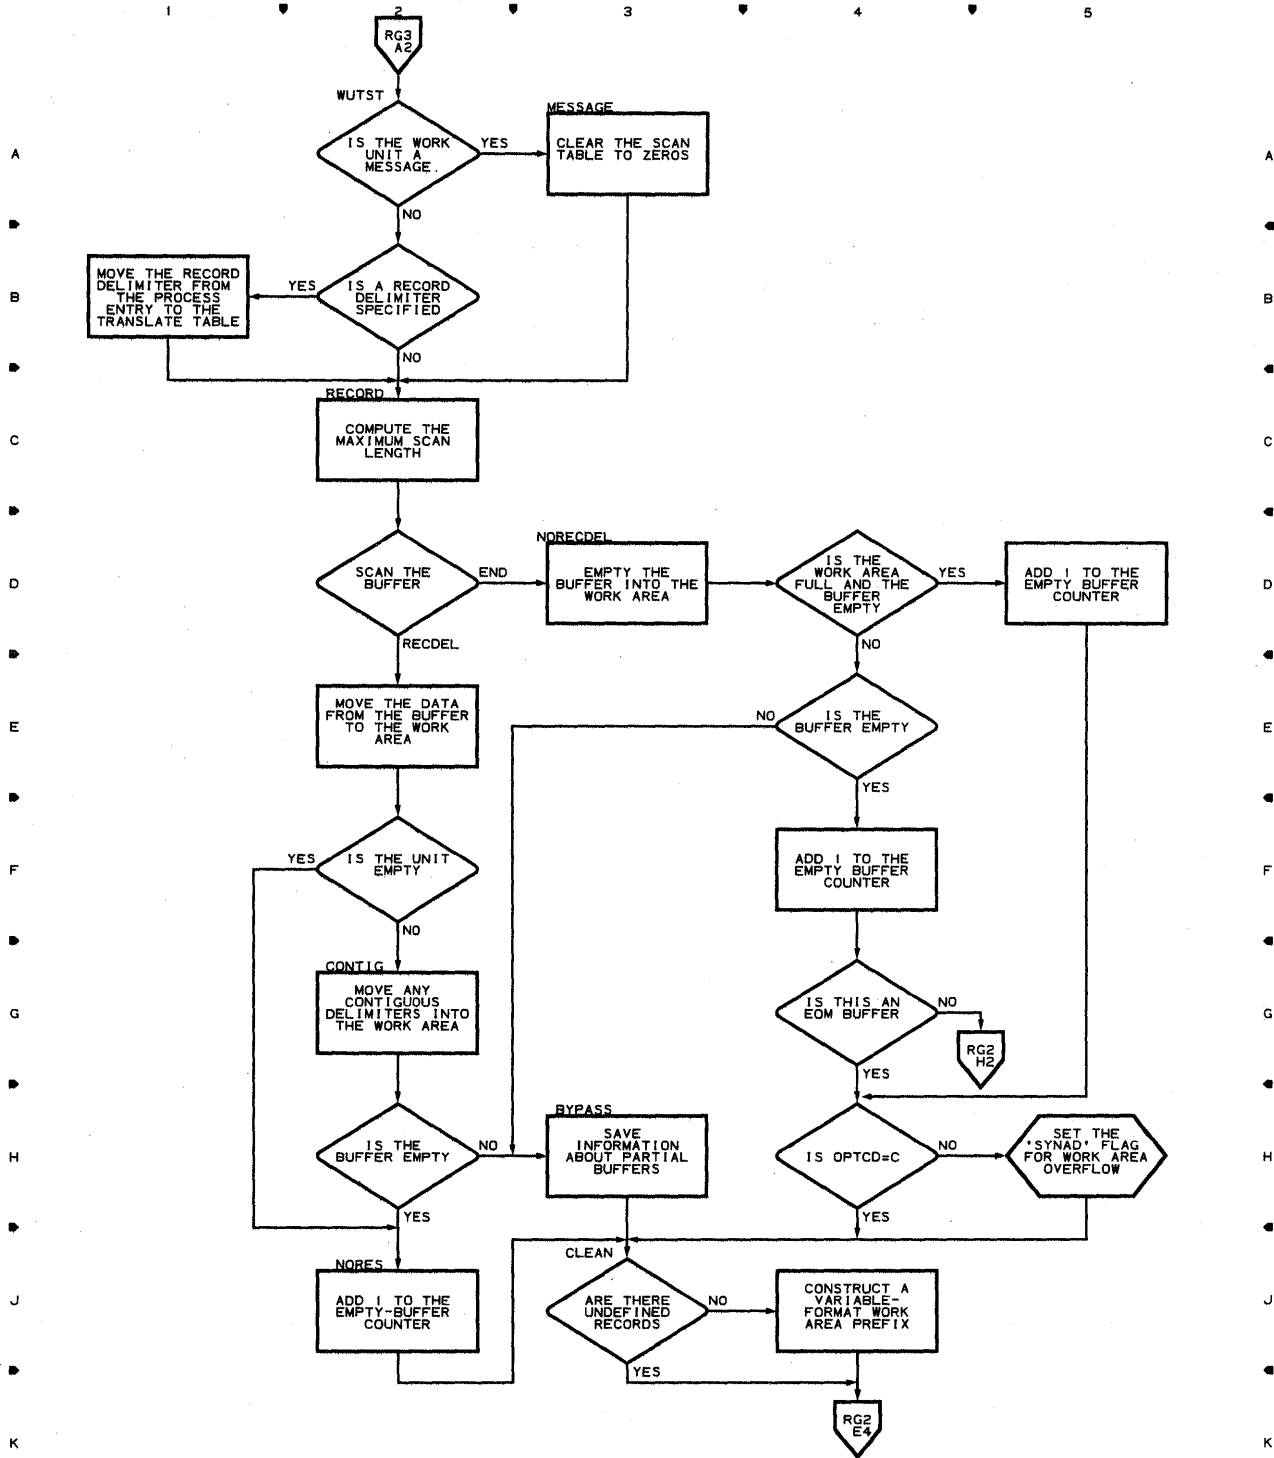 1 2 3 4 5
RG3
A2
WUTST
IS THE WORK
UNIT A
MESSAGE.
YES
NO
MESSAGE
CLEAR THE SCAN
TABLE TO ZEROS
A
A
MOVE THE RECORD
DELIMITER FROM
THE PROCESS
ENTRY TO THE
TRANSLATE TABLE
YES
IS A RECORD
DELIMITER
SPECIFIED
NO
B
B
RECORD
COMPUTE THE
MAXIMUM SCAN
LENGTH
C
C
SCAN THE
BUFFER
END
RECDEL
NORECDEL
EMPTY THE
BUFFER INTO THE
WORK AREA
IS THE
WORK AREA
FULL AND THE
BUFFER
EMPTY
YES
NO
ADD 1 TO THE
EMPTY BUFFER
COUNTER
D
D
MOVE THE DATA
FROM THE BUFFER
TO THE WORK
AREA
NO
IS THE
BUFFER EMPTY
YES
E
E
YES
IS THE UNIT
EMPTY
NO
ADD 1 TO THE
EMPTY BUFFER
COUNTER
F
F
CONTIG
MOVE ANY
CONTIGUOUS
DELIMITERS INTO
THE WORK AREA
IS THIS AN
EOM BUFFER
NO
YES
RG2
H2
G
G
IS THE
BUFFER EMPTY
NO
YES
BYPASS
SAVE
INFORMATION
ABOUT PARTIAL
BUFFERS
IS OPTCD=C
NO
YES
SET THE
'SYNAD' FLAG
FOR WORK AREA
OVERFLOW
H
H
NORES
ADD 1 TO THE
EMPTY-BUFFER
COUNTER
CLEAN
ARE THERE
UNDEFINED
RECORDS
NO
YES
CONSTRUCT A
VARIABLE-
FORMAT WORK
AREA PREFIX
J
J
RG2
E4
K
K